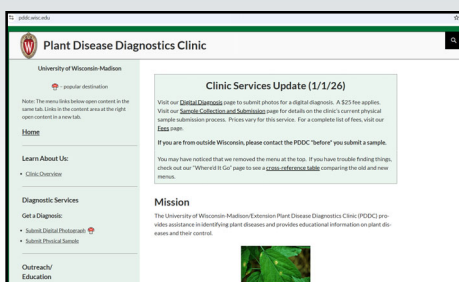 pddc.wisc.edu
Plant Disease Diagnostics Clinic
University of Wisconsin-Madison
- popular destination
Note: The menu links below open content in the
same tab. Links in the content area at the right
open content in a new tab.
Home
Learn About Us:
Clinic Overview
Diagnostic Services
Get a Diagnosis:
Submit Digital Photograph
Submit Physical Sample
Outreach/
Education
Clinic Services Update (1/1/26)
Visit our Digital Diagnosis page to submit photos for a digital diagnosis. A $25 fee applies.
Visit our Sample Collection and Submission page for details on the clinic's current physical
sample submission process. Prices vary for this service. For a complete list of fees, visit our
Fees page.
If you are from outside Wisconsin, please contact the PDDC *before* you submit a sample.
You may have noticed that we removed the menu at the top. If you have trouble finding things,
check out our "Where'd It Go" page to see a cross-reference table comparing the old and new
menus.
Mission
The University of Wisconsin-Madison/Extension Plant Disease Diagnostics Clinic (PDDC) pro-
vides assistance in identifying plant diseases and provides educational information on plant dis-
eases and their control.